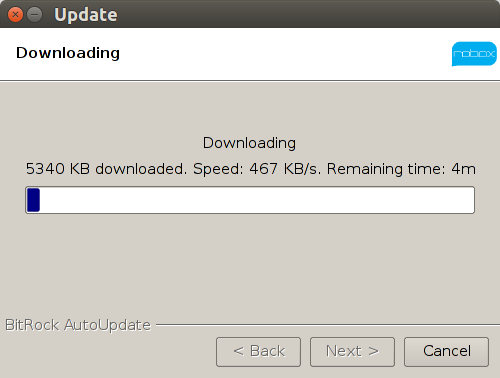 Update
Downloading
robox
Downloading
5340 KB downloaded. Speed: 467 KB/s. Remaining time: 4m
BitRock AutoUpdate
< Back
Next >
Cancel